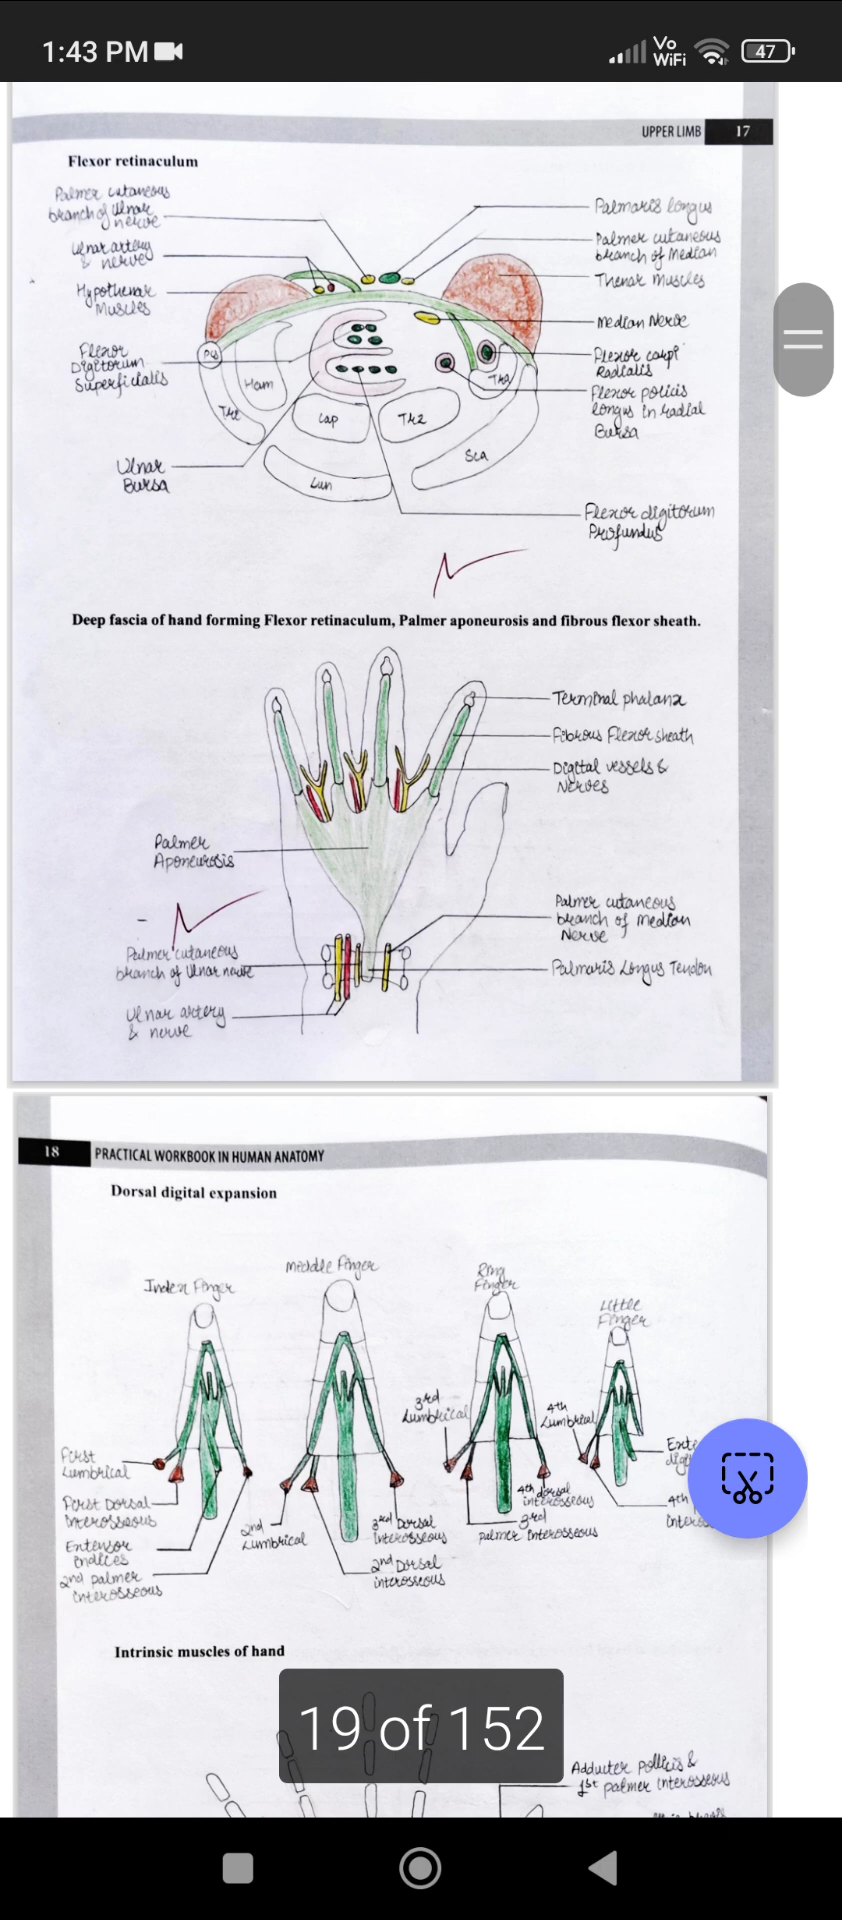 1:43 PM
Vo
WiFi
47
UPPER LIMB 17
Flexor retinaculum
Palmer cutaneous
branch of Ulnar
nerve
Ulnar artery
& nerve
Hypothenar
Muscles
Flexor
Digitorum
Superficialis
Ulnar
Bursa
Palmaris longus
Palmer cutaneous
branch of Median
Thenar Muscles
Median Nerve
Flexor carpi
Radialis
Flexor policis
longus in radial
Bursa
Flexor digitorum
Profundus
Pis
Ham
Cap
Lun
Sca
Deep fascia of hand forming Flexor retinaculum, Palmer aponeurosis and fibrous flexor sheath.
Terminal phalanx
Fibrous Flexor sheath
Digital vessels &
Nerves
Palmer
Aponeurosis
Palmer cutaneous
branch of Median
Nerve
Palmer cutaneous
branch of Ulnar nerve
Palmaris Longus Tendon
Ulnar artery
& nerve
18 PRACTICAL WORKBOOK IN HUMAN ANATOMY
Dorsal digital expansion
Index Finger
Middle Finger
Ring
Finger
Little
Finger
First
Lumbrical
First Dorsal
Interosseous
Extensor
indices
2nd palmer
interosseous
2nd
Lumbrical
3rd Dorsal
Interosseous
2nd Dorsal
interosseous
3rd
Lumbrical
4th dorsal
interosseous
3rd
palmer interosseous
4th
Lumbrical
Exte
digi
4th
Inteross
Intrinsic muscles of hand
19 of 152
Adducter pollicis &
1st palmer interosseous